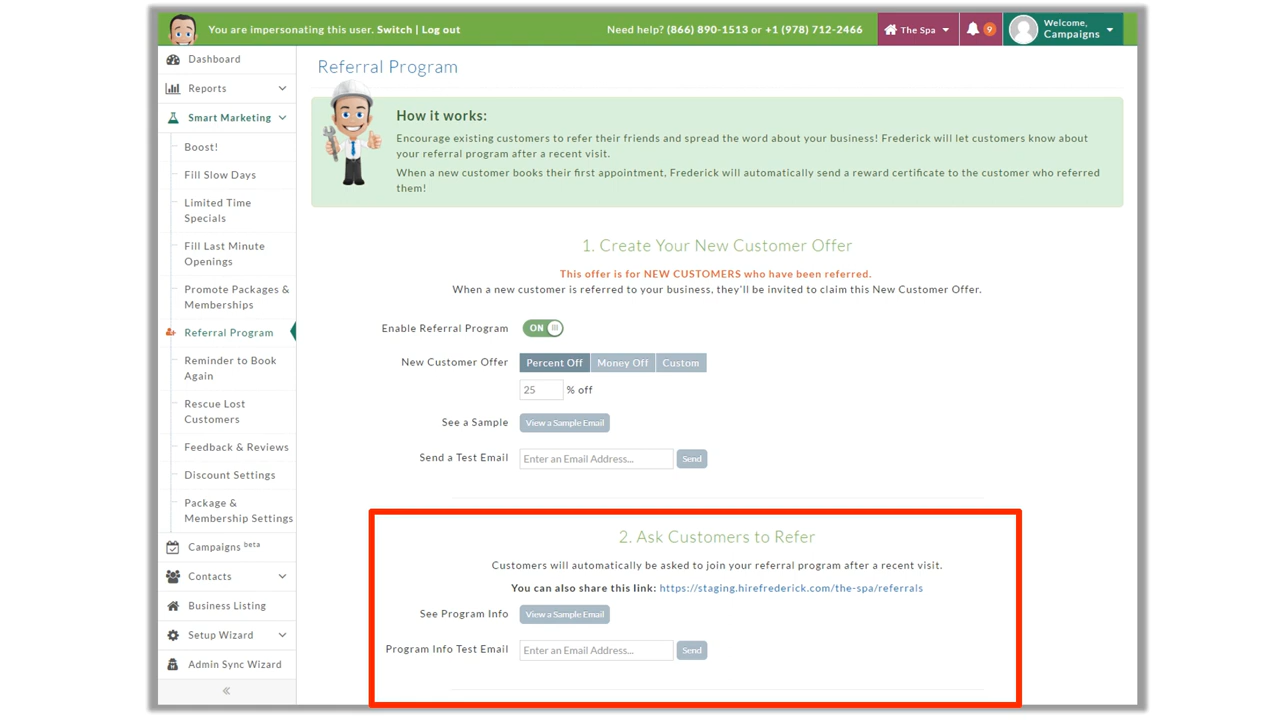 You are impersonating this user. Switch | Log out
Need help? (866) 890-1513 or +1 (978) 712-2466
The Spa
9
Welcome,
Campaigns
Dashboard
Reports
Smart Marketing
Boost!
Fill Slow Days
Limited Time
Specials
Fill Last Minute
Openings
Promote Packages &
Memberships
Referral Program
Reminder to Book
Again
Rescue Lost
Customers
Feedback & Reviews
Discount Settings
Package &
Membership Settings
Campaigns beta
Contacts
Business Listing
Setup Wizard
Admin Sync Wizard
Referral Program
How it works:
Encourage existing customers to refer their friends and spread the word about your business! Frederick will let customers know about
your referral program after a recent visit.
When a new customer books their first appointment, Frederick will automatically send a reward certificate to the customer who referred
them!
1. Create Your New Customer Offer
This offer is for NEW CUSTOMERS who have been referred.
When a new customer is referred to your business, they'll be invited to claim this New Customer Offer.
Enable Referral Program ON
New Customer Offer Percent Off Money Off Custom
25 % off
See a Sample View a Sample Email
Send a Test Email Enter an Email Address... Send
2. Ask Customers to Refer
Customers will automatically be asked to join your referral program after a recent visit.
You can also share this link: https://staging.hirefrederick.com/the-spa/referrals
See Program Info View a Sample Email
Program Info Test Email Enter an Email Address... Send